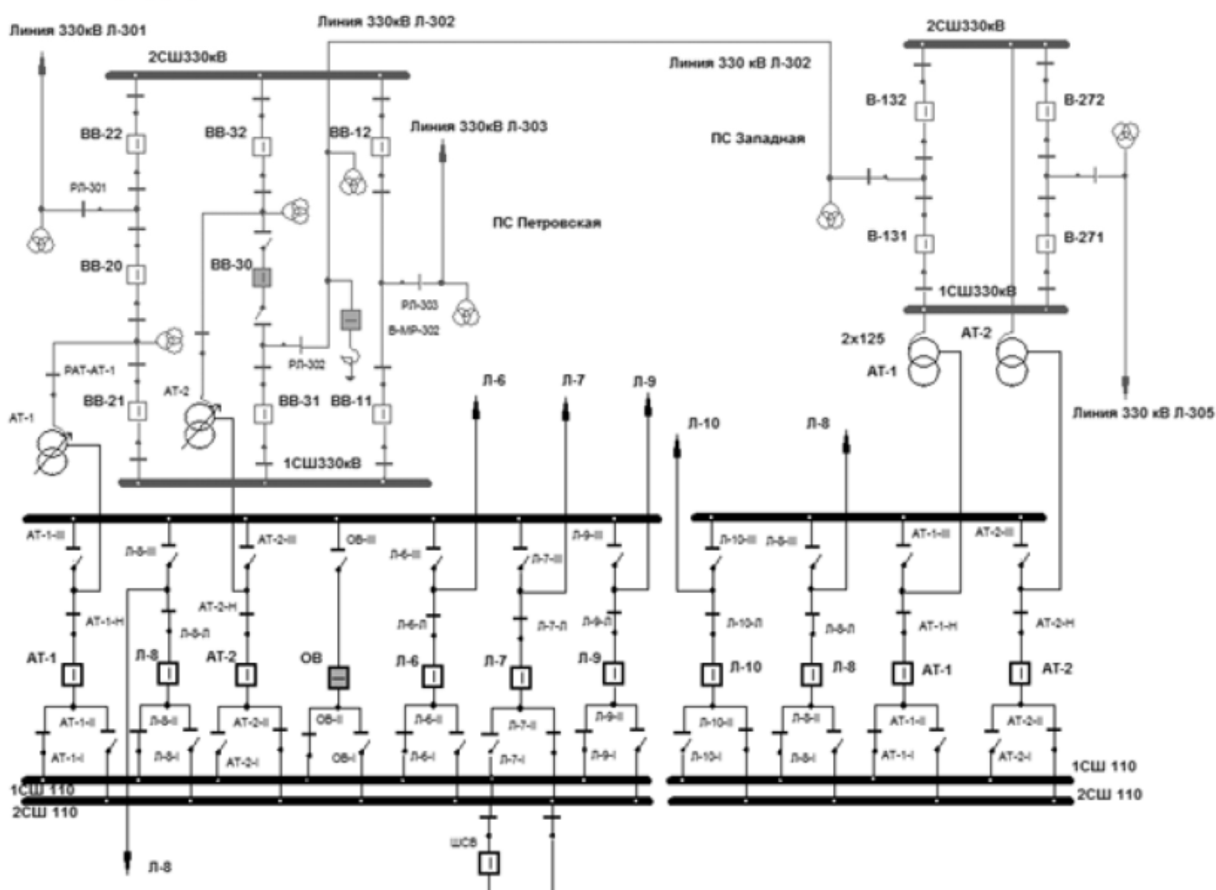 Линия 330кВ Л-301
Линия 330кВ Л-302
2СШ330кВ
2СШ330кВ
Линия 330 кВ Л-302
В-132
В-272
ВВ-22
ВВ-32
ВВ-12
Линия 330кВ Л-303
ПС Западная
РЛ-301
ПС Петровская
В-131
В-271
ВВ-20
ВВ-30
1СШ330кВ
РЛ-303
В-МР-302
2x125
АТ-2
РЛ-302
АТ-1
РАТ-АТ-1
АТ-2
Л-6
Л-7
Л-9
ВВ-21
ВВ-31
ВВ-11
Линия 330 кВ Л-305
АТ-1
Л-10
Л-8
1СШ330кВ
АТ-1-III
Л-8-III
АТ-2-III
ОВ-III
Л-6-III
Л-7-III
Л-9-III
Л-10-III
Л-8-III
АТ-1-III
АТ-2-III
АТ-1-Н
Л-8-Л
АТ-2-Н
Л-6-Л
Л-7-Л
Л-9-Л
Л-10-Л
Л-8-Л
АТ-1-Н
АТ-2-Н
АТ-1
Л-8
АТ-2
ОВ
Л-6
Л-7
Л-9
Л-10
Л-8
АТ-1
АТ-2
АТ-1-II
Л-8-II
АТ-2-II
ОВ-II
Л-6-II
Л-7-II
Л-9-II
Л-10-II
Л-8-II
АТ-1-II
АТ-2-II
АТ-1-I
Л-8-I
АТ-2-I
ОВ-I
Л-6-I
Л-7-I
Л-9-I
Л-10-I
Л-8-I
АТ-1-I
АТ-2-I
1СШ 110
1СШ 110
2СШ 110
2СШ 110
ШСВ
Л-8